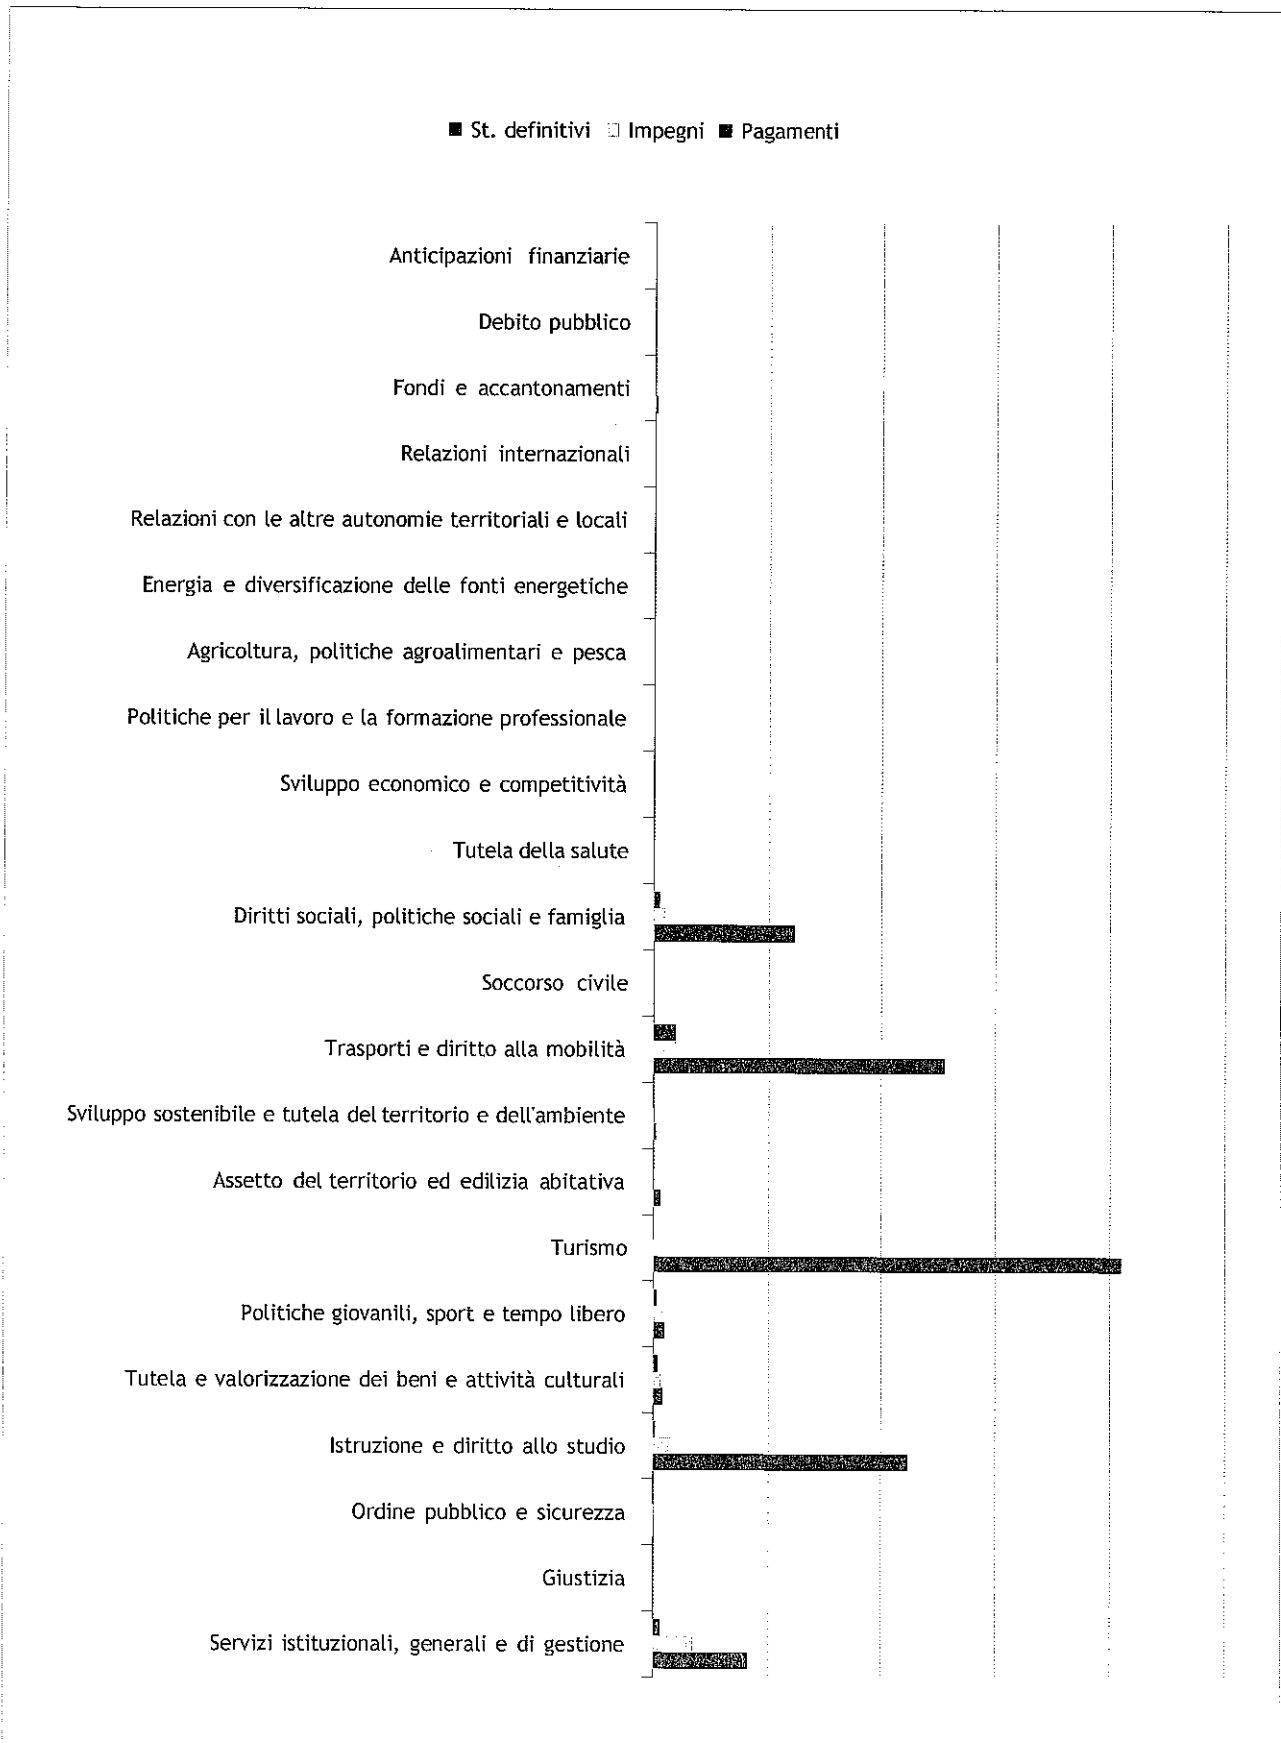 St. definitivi Impegni Pagamenti
Anticipazioni finanziarie
Debito pubblico
Fondi e accantonamenti
Relazioni internazionali
Relazioni con le altre autonomie territoriali e locali
Energia e diversificazione delle fonti energetiche
Agricoltura, politiche agroalimentari e pesca
Politiche per il lavoro e la formazione professionale
Sviluppo economico e competitività
Tutela della salute
Diritti sociali, politiche sociali e famiglia
Soccorso civile
Trasporti e diritto alla mobilità
Sviluppo sostenibile e tutela del territorio e dell'ambiente
Assetto del territorio ed edilizia abitativa
Turismo
Politiche giovanili, sport e tempo libero
Tutela e valorizzazione dei beni e attività culturali
Istruzione e diritto allo studio
Ordine pubblico e sicurezza
Giustizia
Servizi istituzionali, generali e di gestione